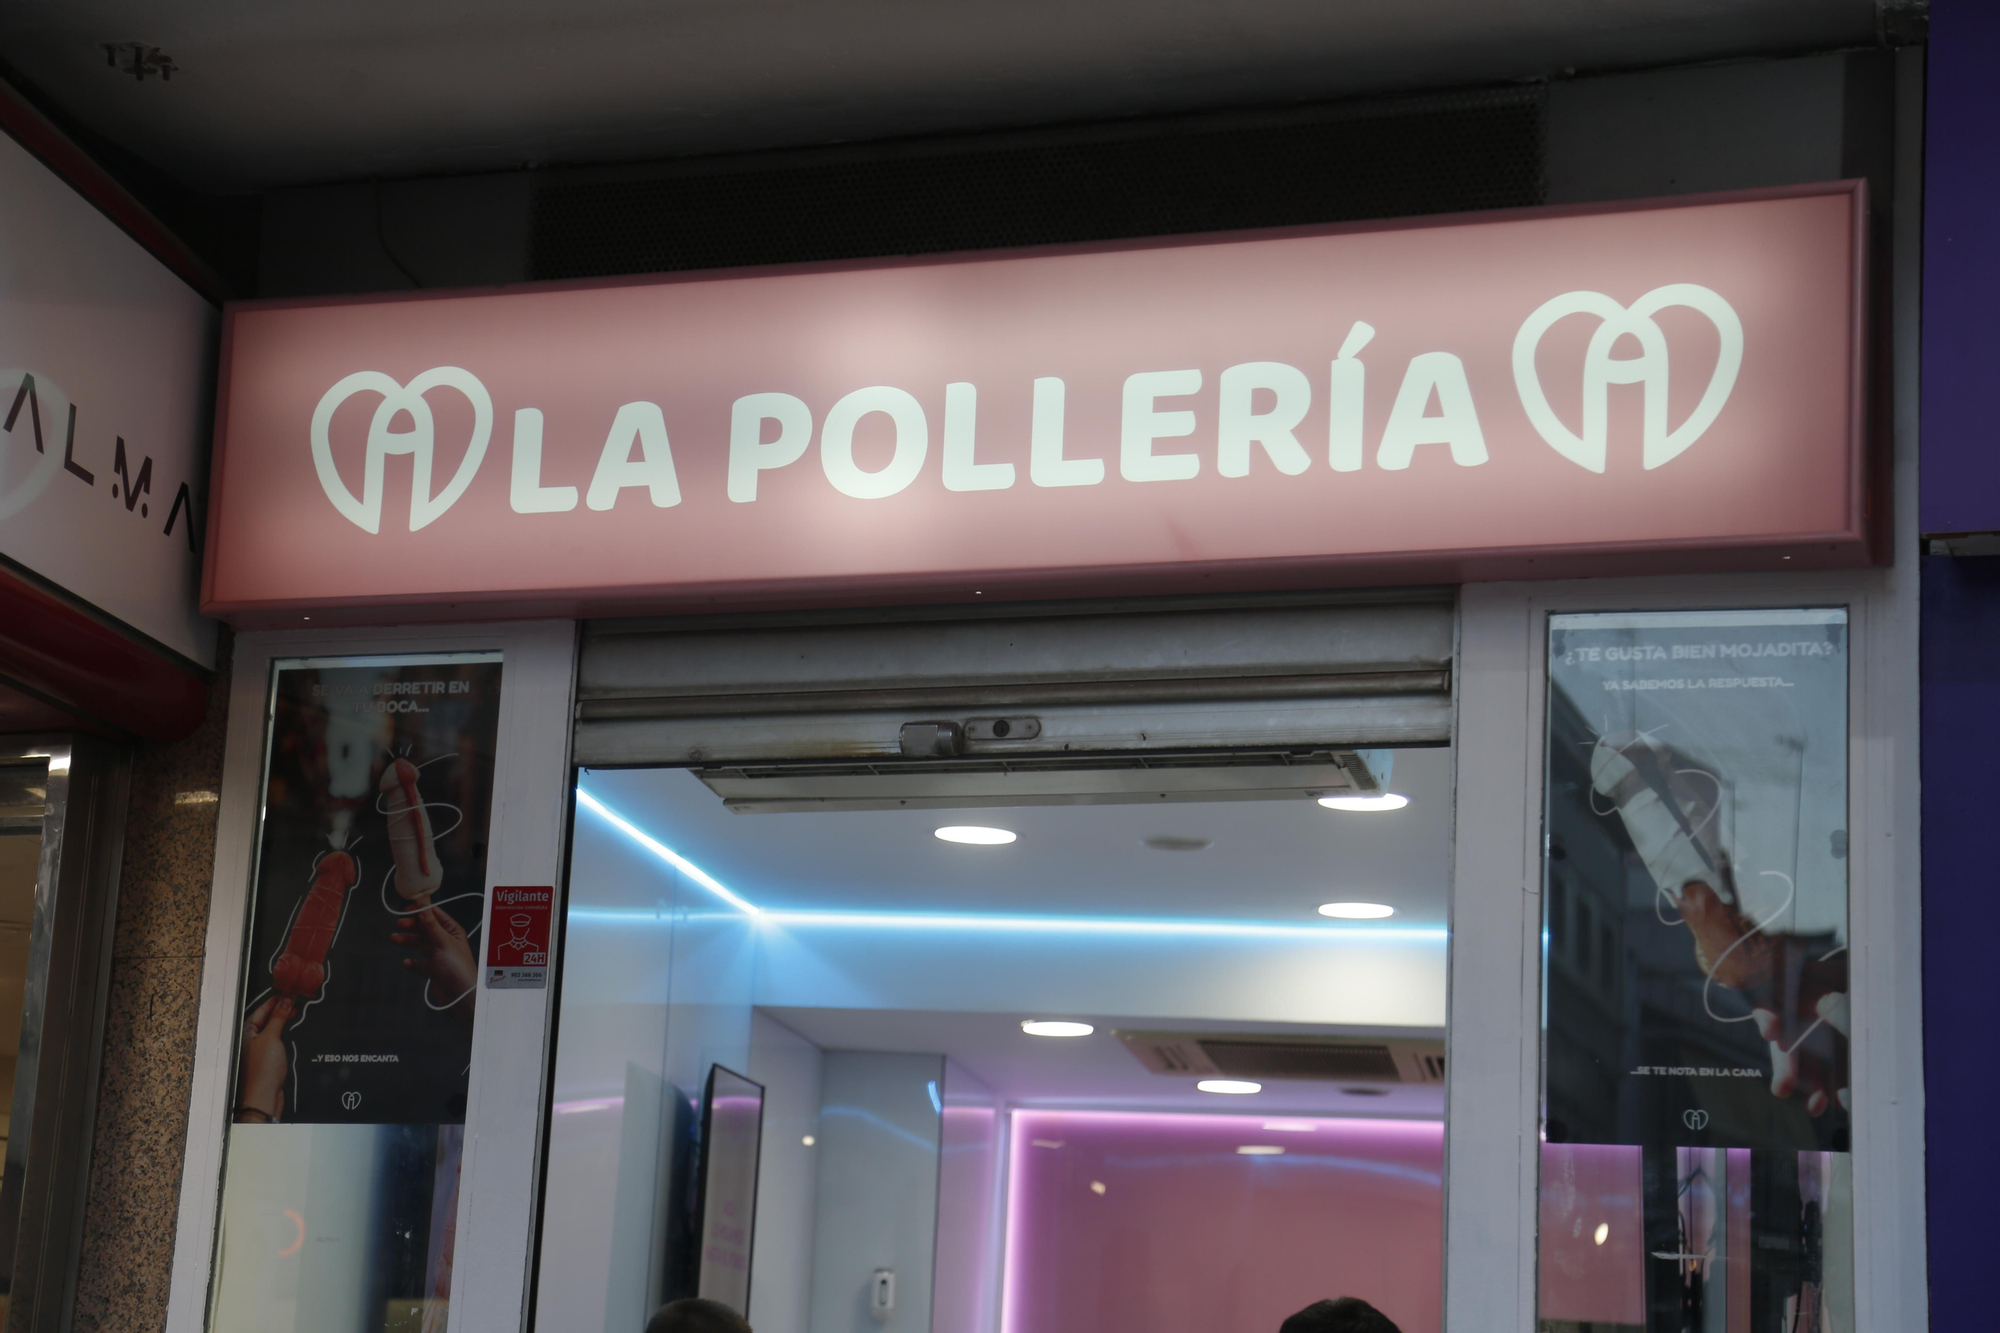 ALMA
LA POLLERÍA
SE VA A DERRETIR EN
TU BOCA...
...Y ESO NOS ENCANTA
Vigilante
24H
¿TE GUSTA BIEN MOJADITA?
YA SABEMOS LA RESPUESTA...
...SE TE NOTA EN LA CARA